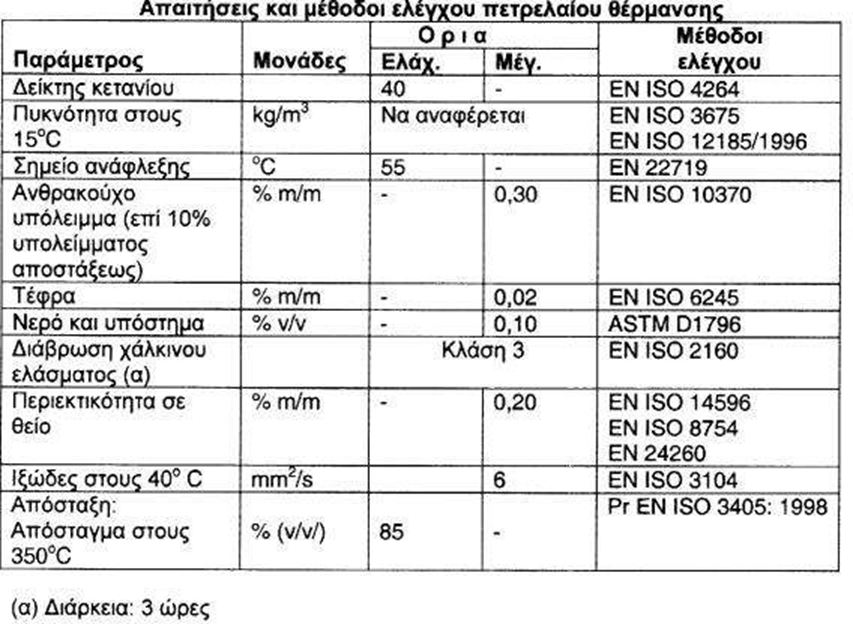 Απαιτήσεις και μέθοδοι ελέγχου πετρελαίου θέρμανσης
Παράμετρος Μονάδες Ο ρ ι α Μέθοδοι ελέγχου
Ελάχ. Μέγ.
Δείκτης κετανίου 40 - EN ISO 4264
Πυκνότητα στους kg/m³ Να αναφέρεται EN ISO 3675
15°C EN ISO 12185/1996
Σημείο ανάφλεξης °C 55 - EN 22719
Ανθρακούχο % m/m - 0,30 EN ISO 10370
υπόλειμμα (επί 10%
υπολείμματος
αποστάξεως)
Τέφρα % m/m - 0,02 EN ISO 6245
Νερό και υπόστημα % v/v - 0,10 ASTM D1796
Διάβρωση χάλκινου Κλάση 3 EN ISO 2160
ελάσματος (α)
Περιεκτικότητα σε % m/m - 0,20 EN ISO 14596
θείο EN ISO 8754
EN 24260
Ιξώδες στους 40° C mm²/s 6 EN ISO 3104
Απόσταξη: Pr EN ISO 3405: 1998
Απόσταγμα στους % (v/v/) 85 -
350°C
(α) Διάρκεια: 3 ώρες